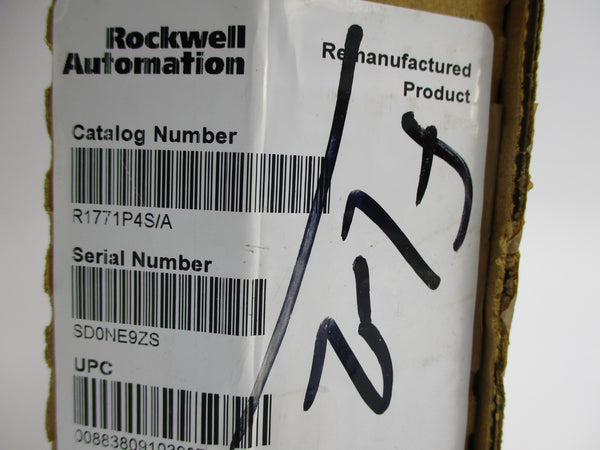 Rockwell
Automation
Remanufactured
Product
Catalog Number
R1771P4S/A
Serial Number
SD0NE9ZS
UPC